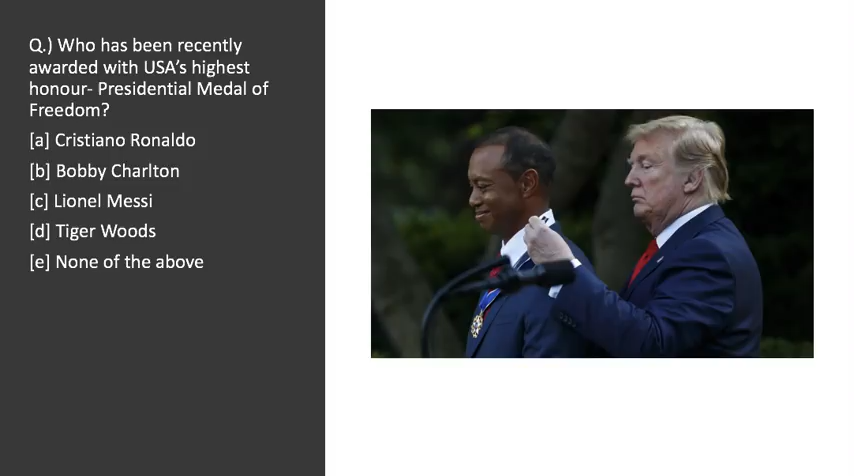 Q.) Who has been recently
awarded with USA’s highest
honour- Presidential Medal of
Freedom?
[a] Cristiano Ronaldo
[b] Bobby Charlton
[c] Lionel Messi
[d] Tiger Woods
[e] None of the above